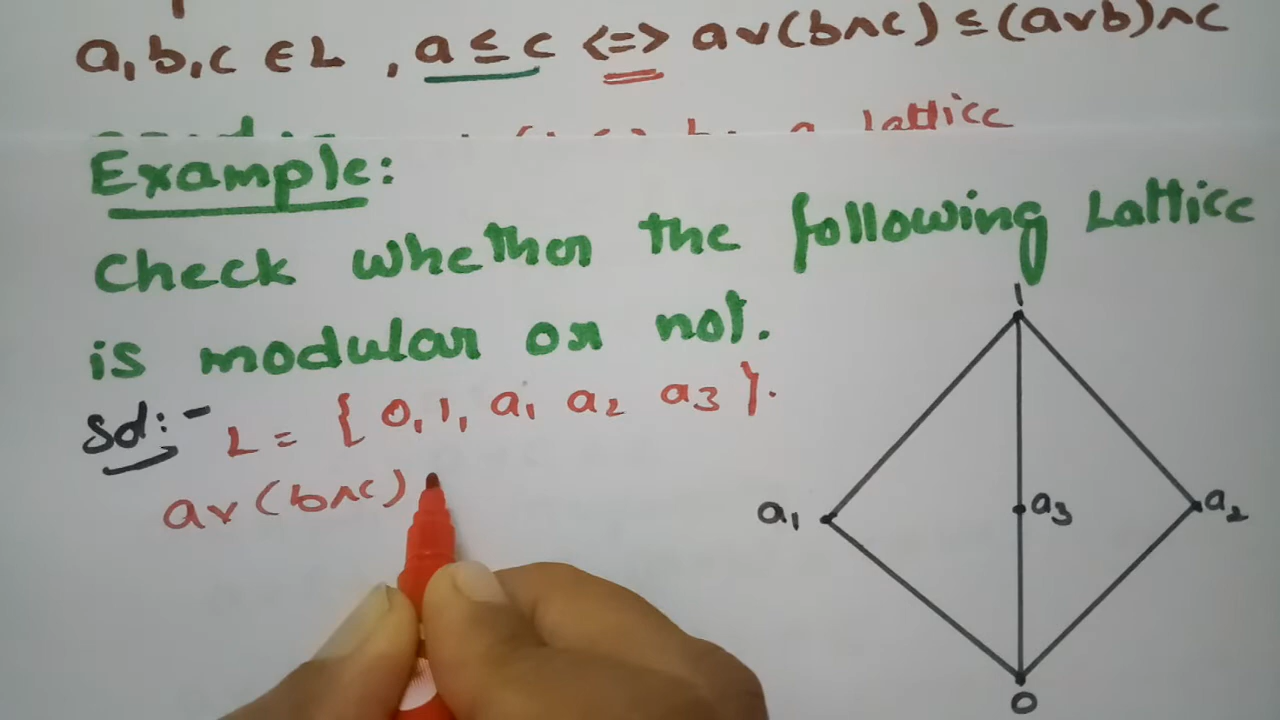 a,b,c ∈ L , a ≤ c <=> a∨(b∧c) ≤ (a∨b)∧c
lattice
Example:
Check whether the following Lattice
is modular or not.
Sol:- L = { 0, 1, a1 a2 a3 }.
a∨(b∧c)
1
a1
a3
a2
0